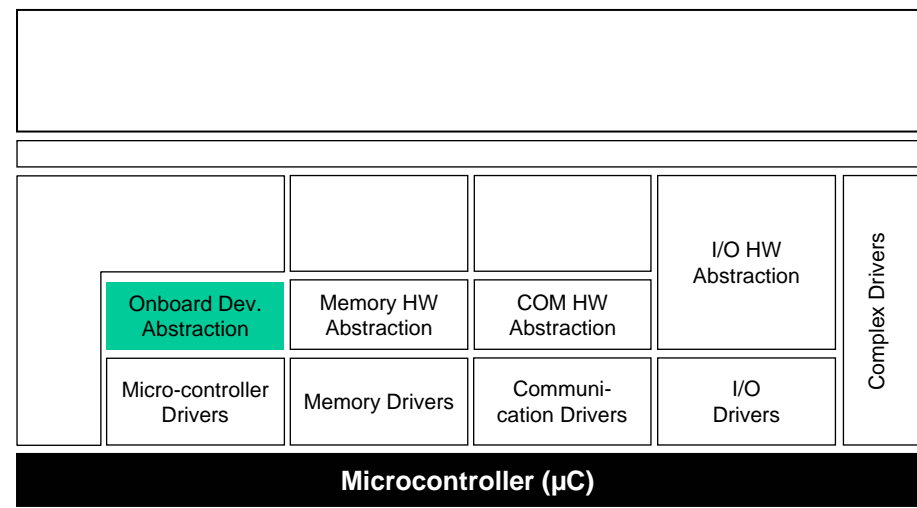 I/O HW
Abstraction
Complex Drivers
Onboard Dev.
Abstraction
Memory HW
Abstraction
COM HW
Abstraction
Micro-controller
Drivers
Memory Drivers
Communi-
cation Drivers
I/O
Drivers
Microcontroller (µC)